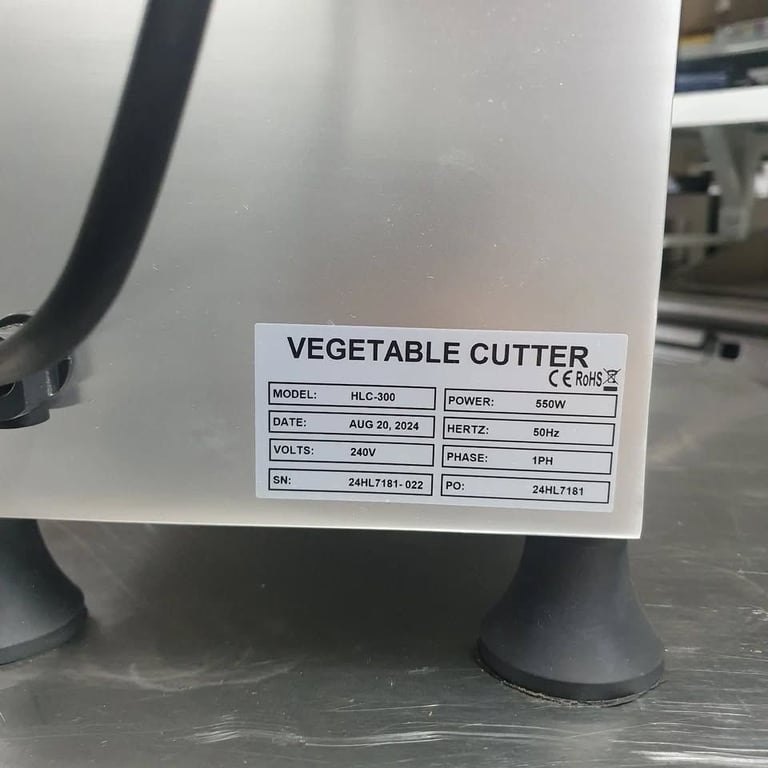 VEGETABLE CUTTER
CE RoHS
MODEL: HLC-300 POWER: 550W
DATE: AUG 20, 2024 HERTZ: 50Hz
VOLTS: 240V PHASE: 1PH
SN: 24HL7181- 022 PO: 24HL7181